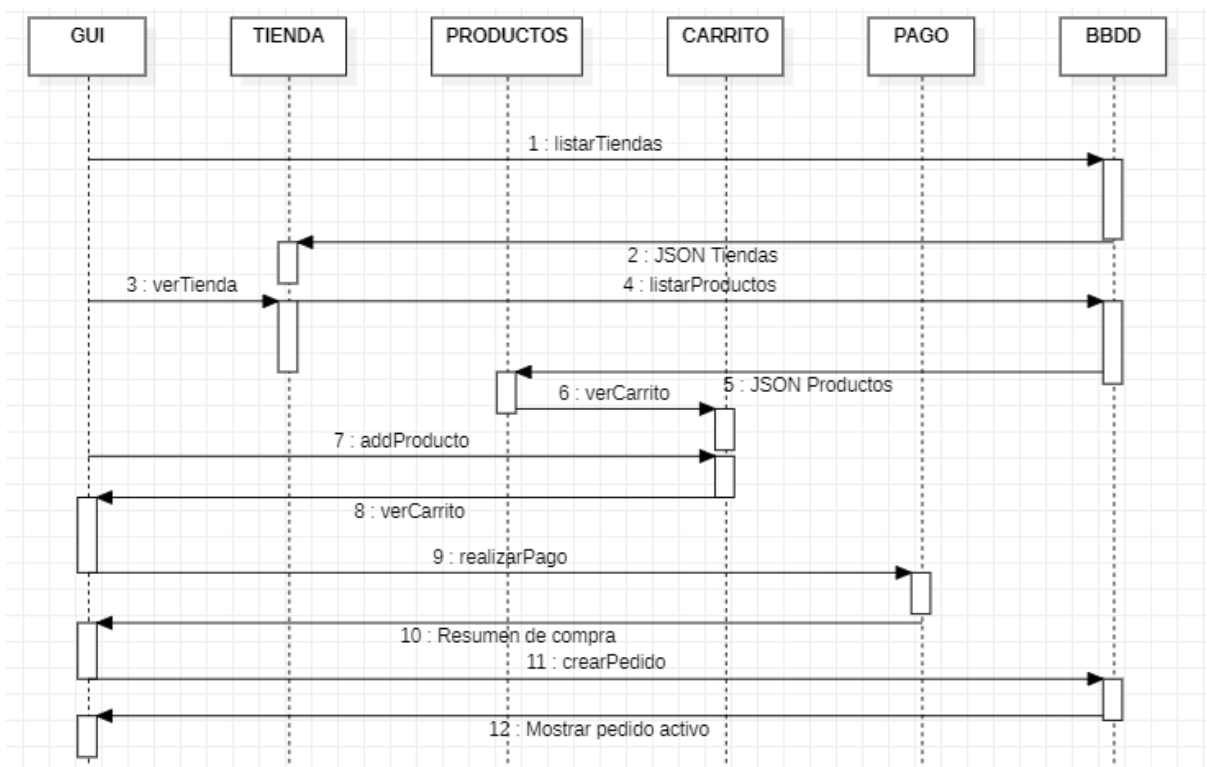 GUI
TIENDA
PRODUCTOS
CARRITO
PAGO
BBDD
1 : listarTiendas
2 : JSON Tiendas
3 : verTienda
4 : listarProductos
5 : JSON Productos
6 : verCarrito
7 : addProducto
8 : verCarrito
9 : realizarPago
10 : Resumen de compra
11 : crearPedido
12 : Mostrar pedido activo